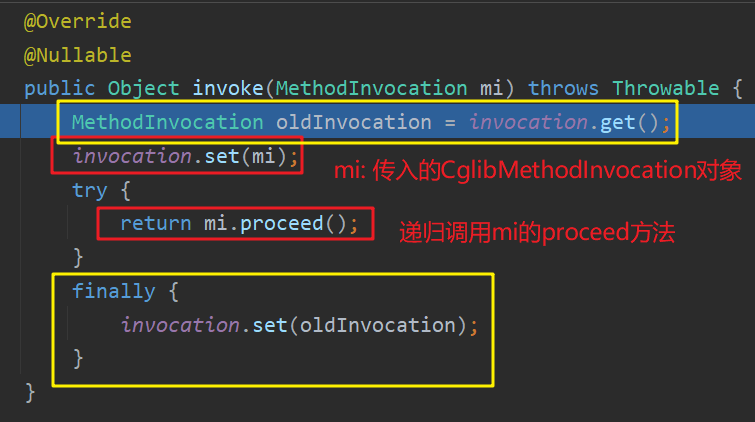 @Override
@Nullable
public Object invoke(MethodInvocation mi) throws Throwable {
MethodInvocation oldInvocation = invocation.get();
invocation.set(mi);
mi: 传入的CglibMethodInvocation对象
try {
return mi.proceed();
递归调用mi的proceed方法
}
finally {
invocation.set(oldInvocation);
}
}